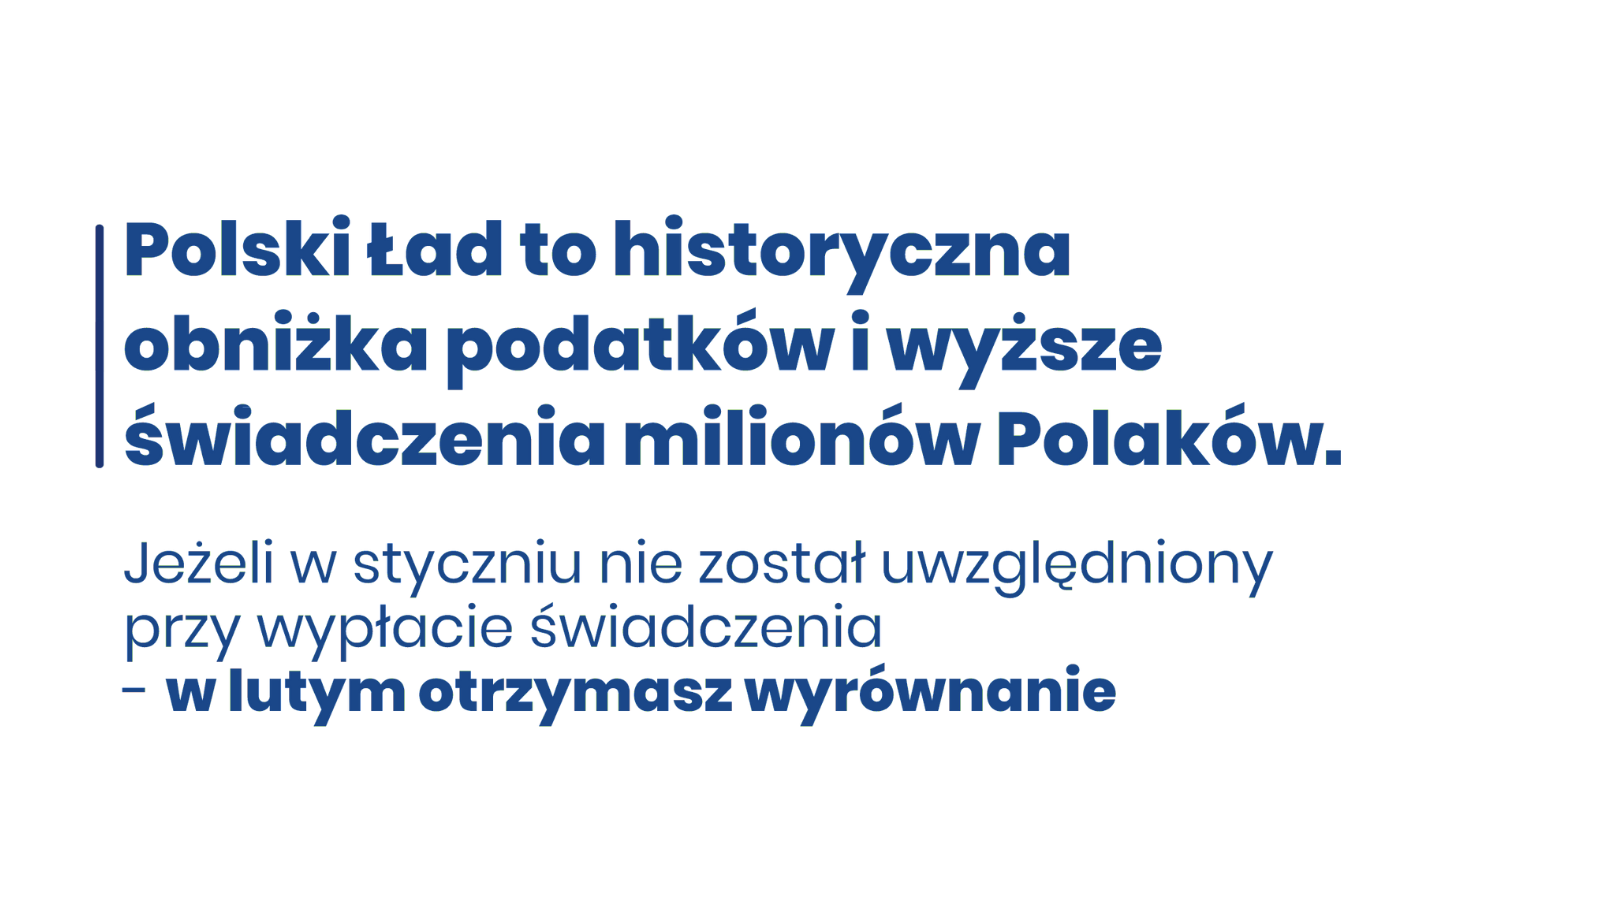 Polski Ład to historyczna
obniżka podatków i wyższe
świadczenia milionów Polaków.
Jeżeli w styczniu nie został uwzględniony
przy wypłacie świadczenia
- w lutym otrzymasz wyrównanie